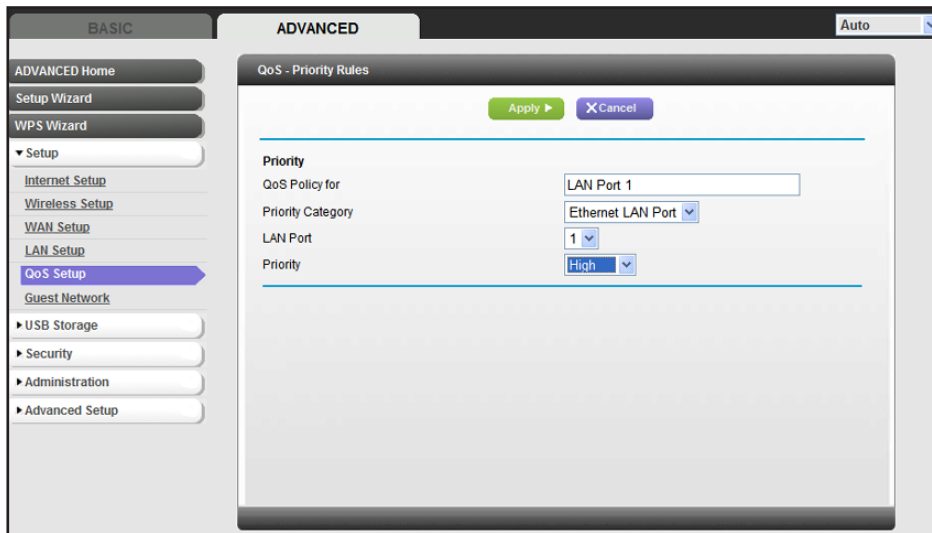 BASIC
ADVANCED
Auto
ADVANCED Home
Setup Wizard
WPS Wizard
Setup
Internet Setup
Wireless Setup
WAN Setup
LAN Setup
QoS Setup
Guest Network
USB Storage
Security
Administration
Advanced Setup
QoS - Priority Rules
Apply
Cancel
Priority
QoS Policy for LAN Port 1
Priority Category Ethernet LAN Port
LAN Port 1
Priority High